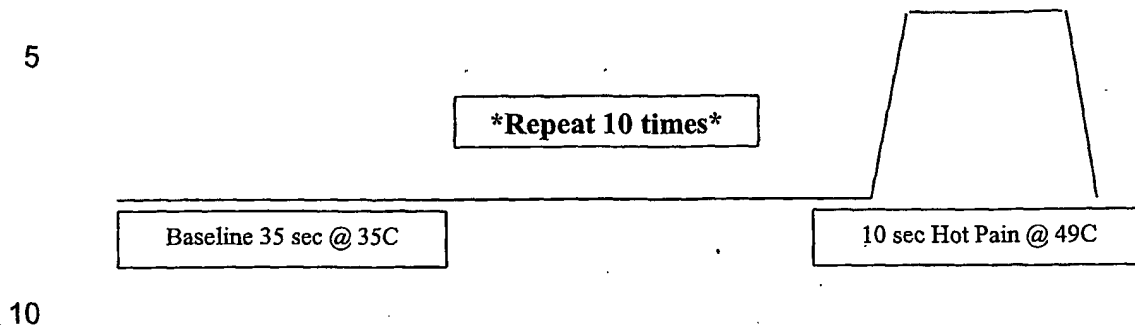 5
*Repeat 10 times*
Baseline 35 sec @ 35C
10 sec Hot Pain @ 49C
10